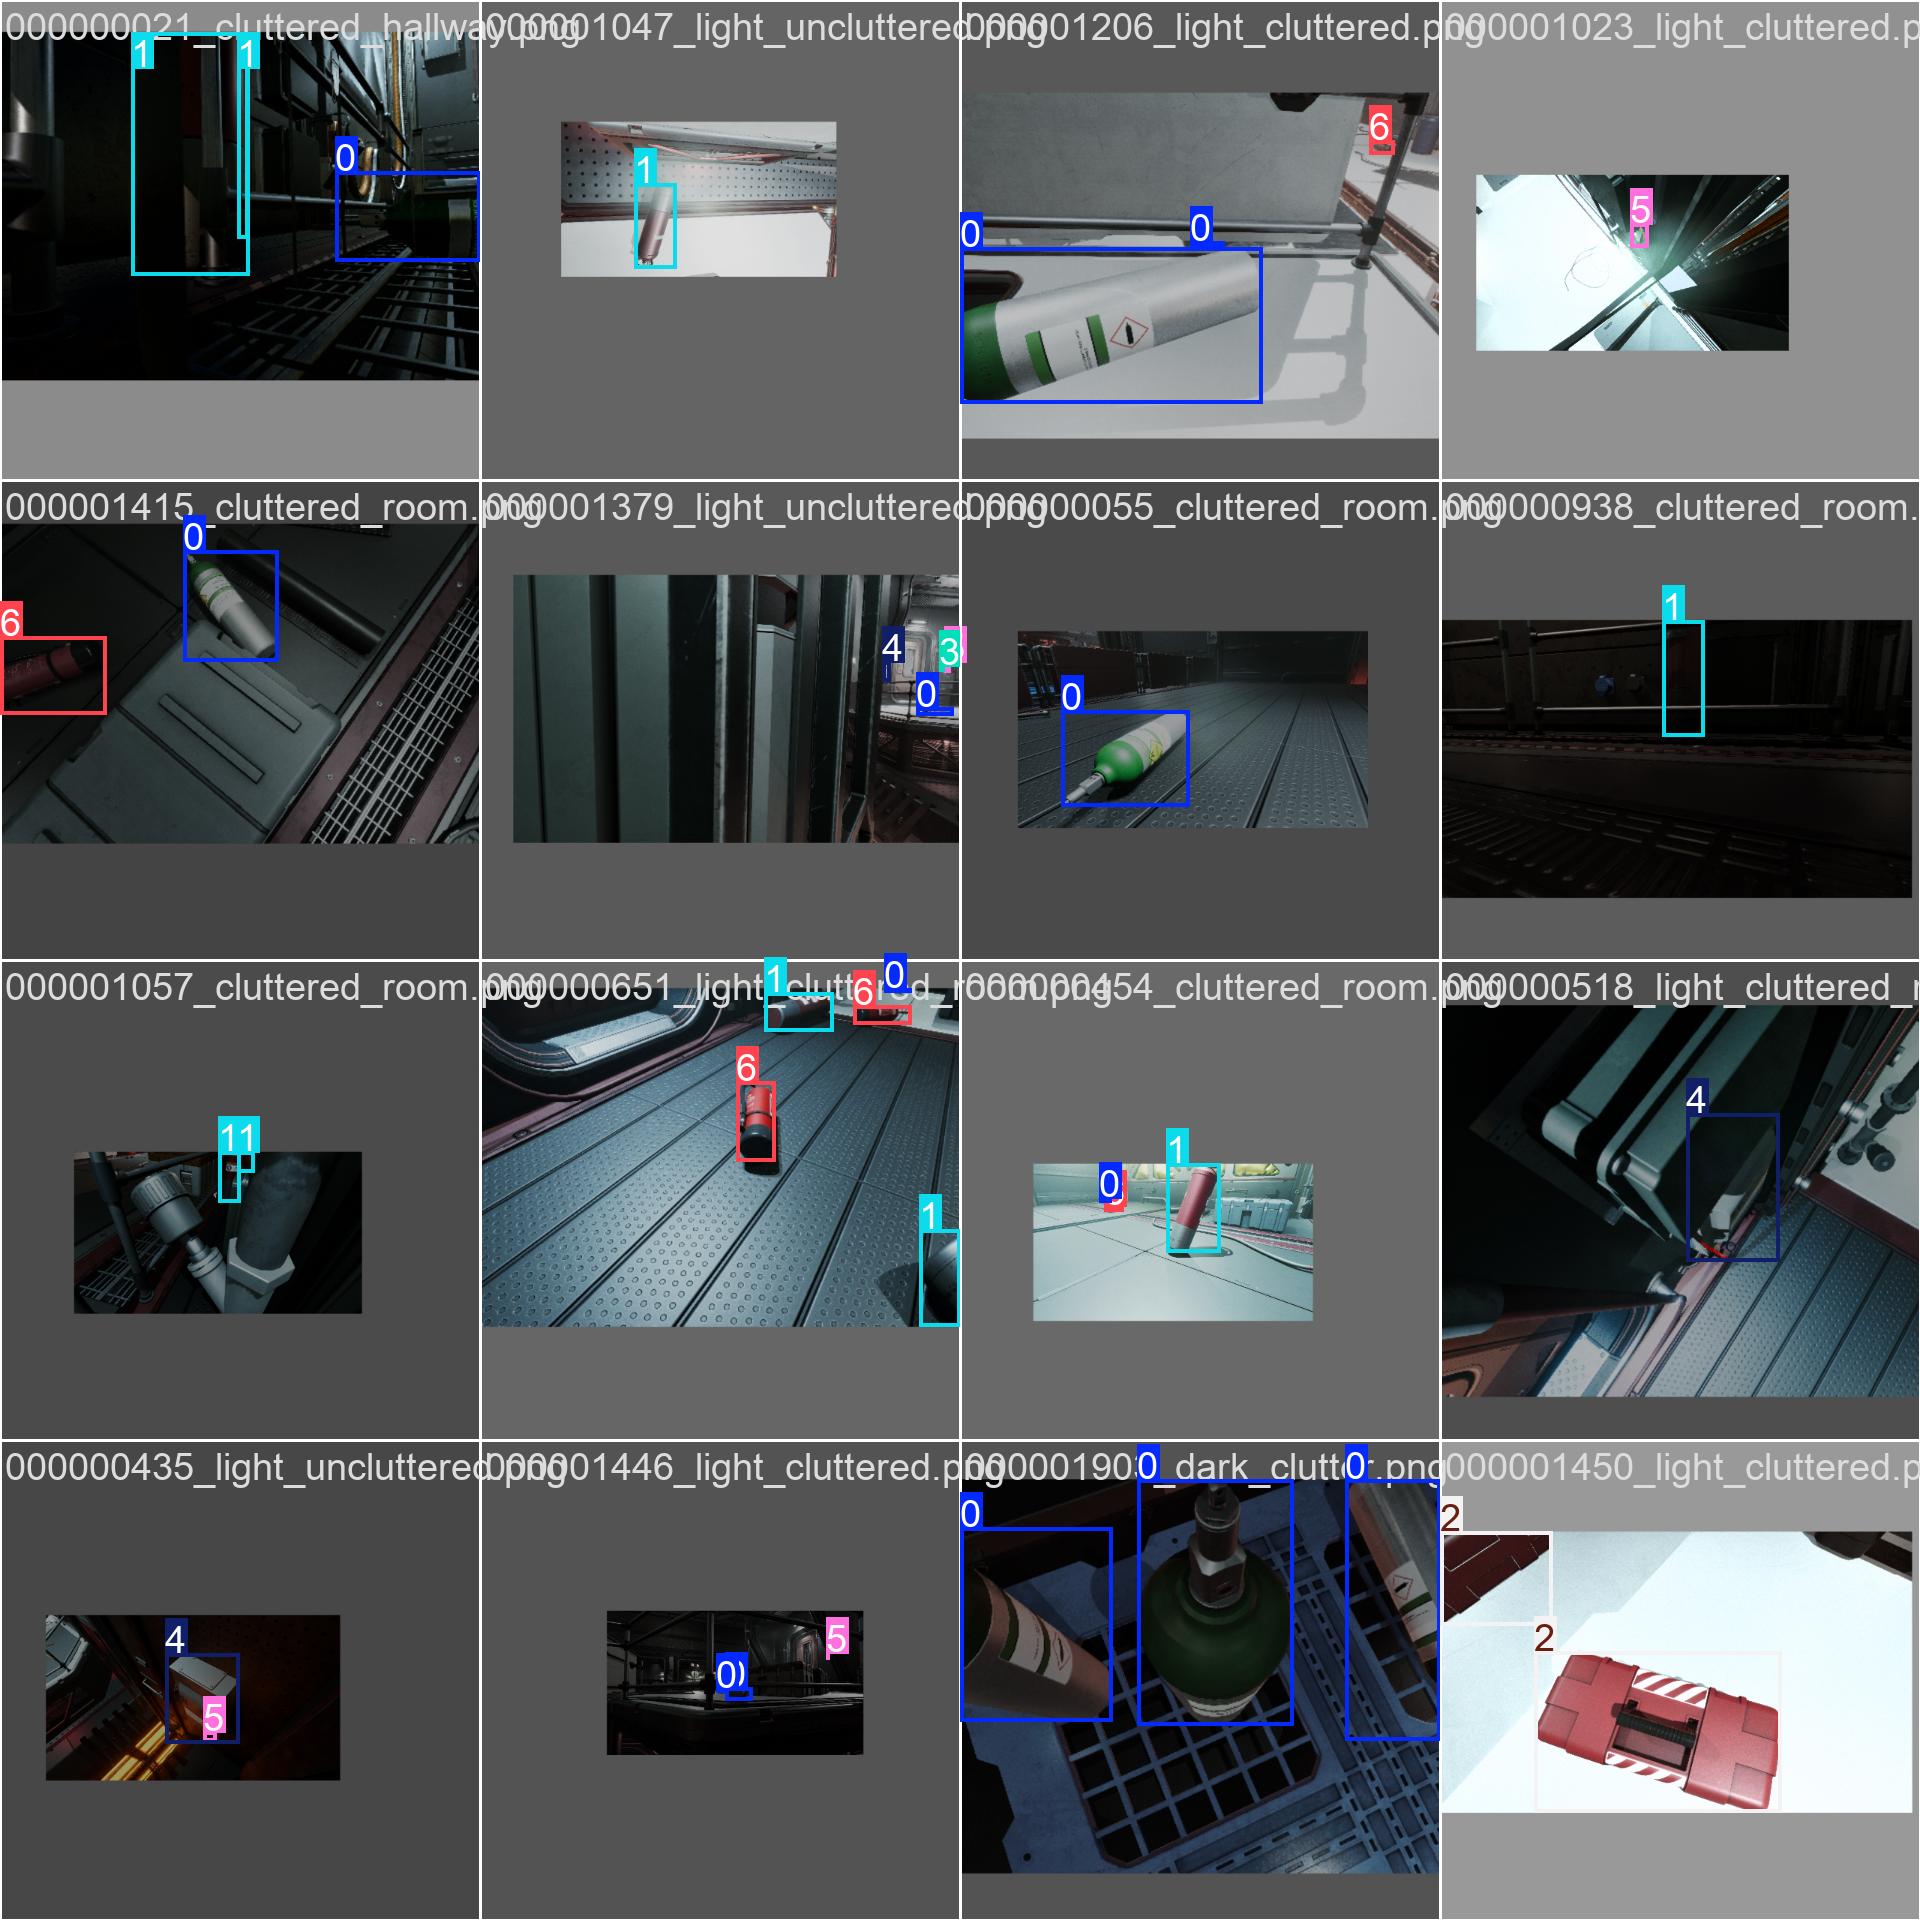 000000021_cluttered_hallway.png
000001047_light_uncluttered.png
000001206_light_cluttered.png
000001023_light_cluttered.p
1
1
0
1
0
0
6
5
000001415_cluttered_room.png
000001379_light_uncluttered.png
000000055_cluttered_room.png
000000938_cluttered_room.
0
6
4
3
0
0
1
000001057_cluttered_room.png
000000651_light_cluttered_room.png
000000454_cluttered_room.png
000000518_light_cluttered_r
1
1
1
6
0
6
1
0
1
4
000000435_light_uncluttered.png
000001446_light_cluttered.png
dark_clutter.png
000001450_light_cluttered.p
4
5
5
0
0
0
0
2
2